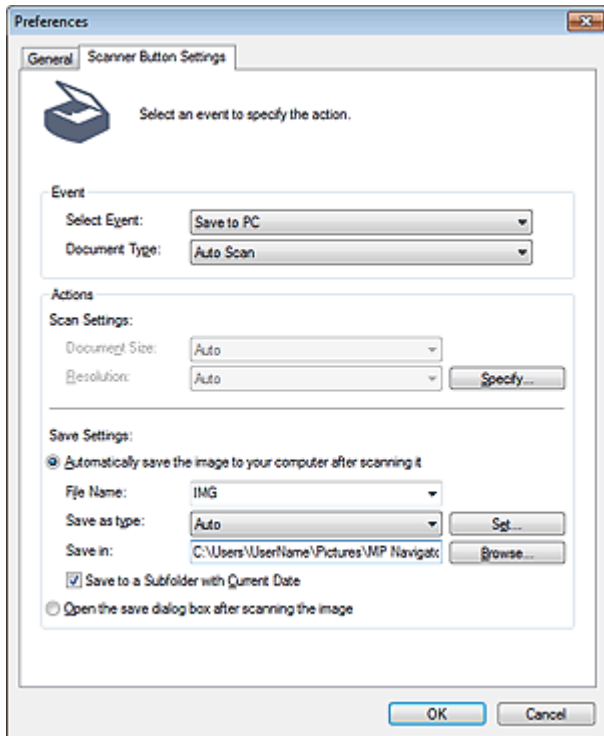 Preferences
General Scanner Button Settings
Select an event to specify the action.
Event
Select Event: Save to PC
Document Type: Auto Scan
Actions
Scan Settings:
Document Size: Auto
Resolution: Auto Specify...
Save Settings:
Automatically save the image to your computer after scanning it
File Name: IMG
Save as type: Auto Set...
Save in: C:\Users\UserName\Pictures\MP Navigato Browse...
Save to a Subfolder with Current Date
Open the save dialog box after scanning the image
OK Cancel